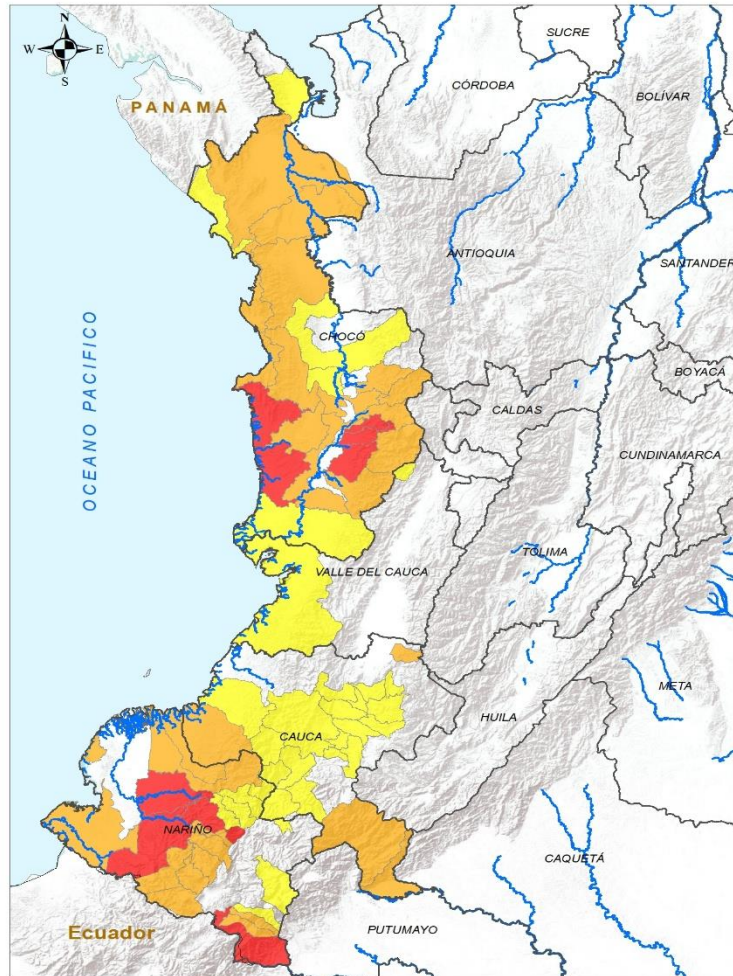 N
W E
S
SUCRE
CÓRDOBA
BOLÍVAR
PANAMÁ
ANTIOQUIA
SANTANDER
OCEANO PACIFICO
CHOCÓ
BOYACÁ
CALDAS
CUNDINAMARCA
TOLIMA
VALLE DEL CAUCA
META
HUILA
CAUCA
NARIÑO
CAQUETÁ
Ecuador
PUTUMAYO